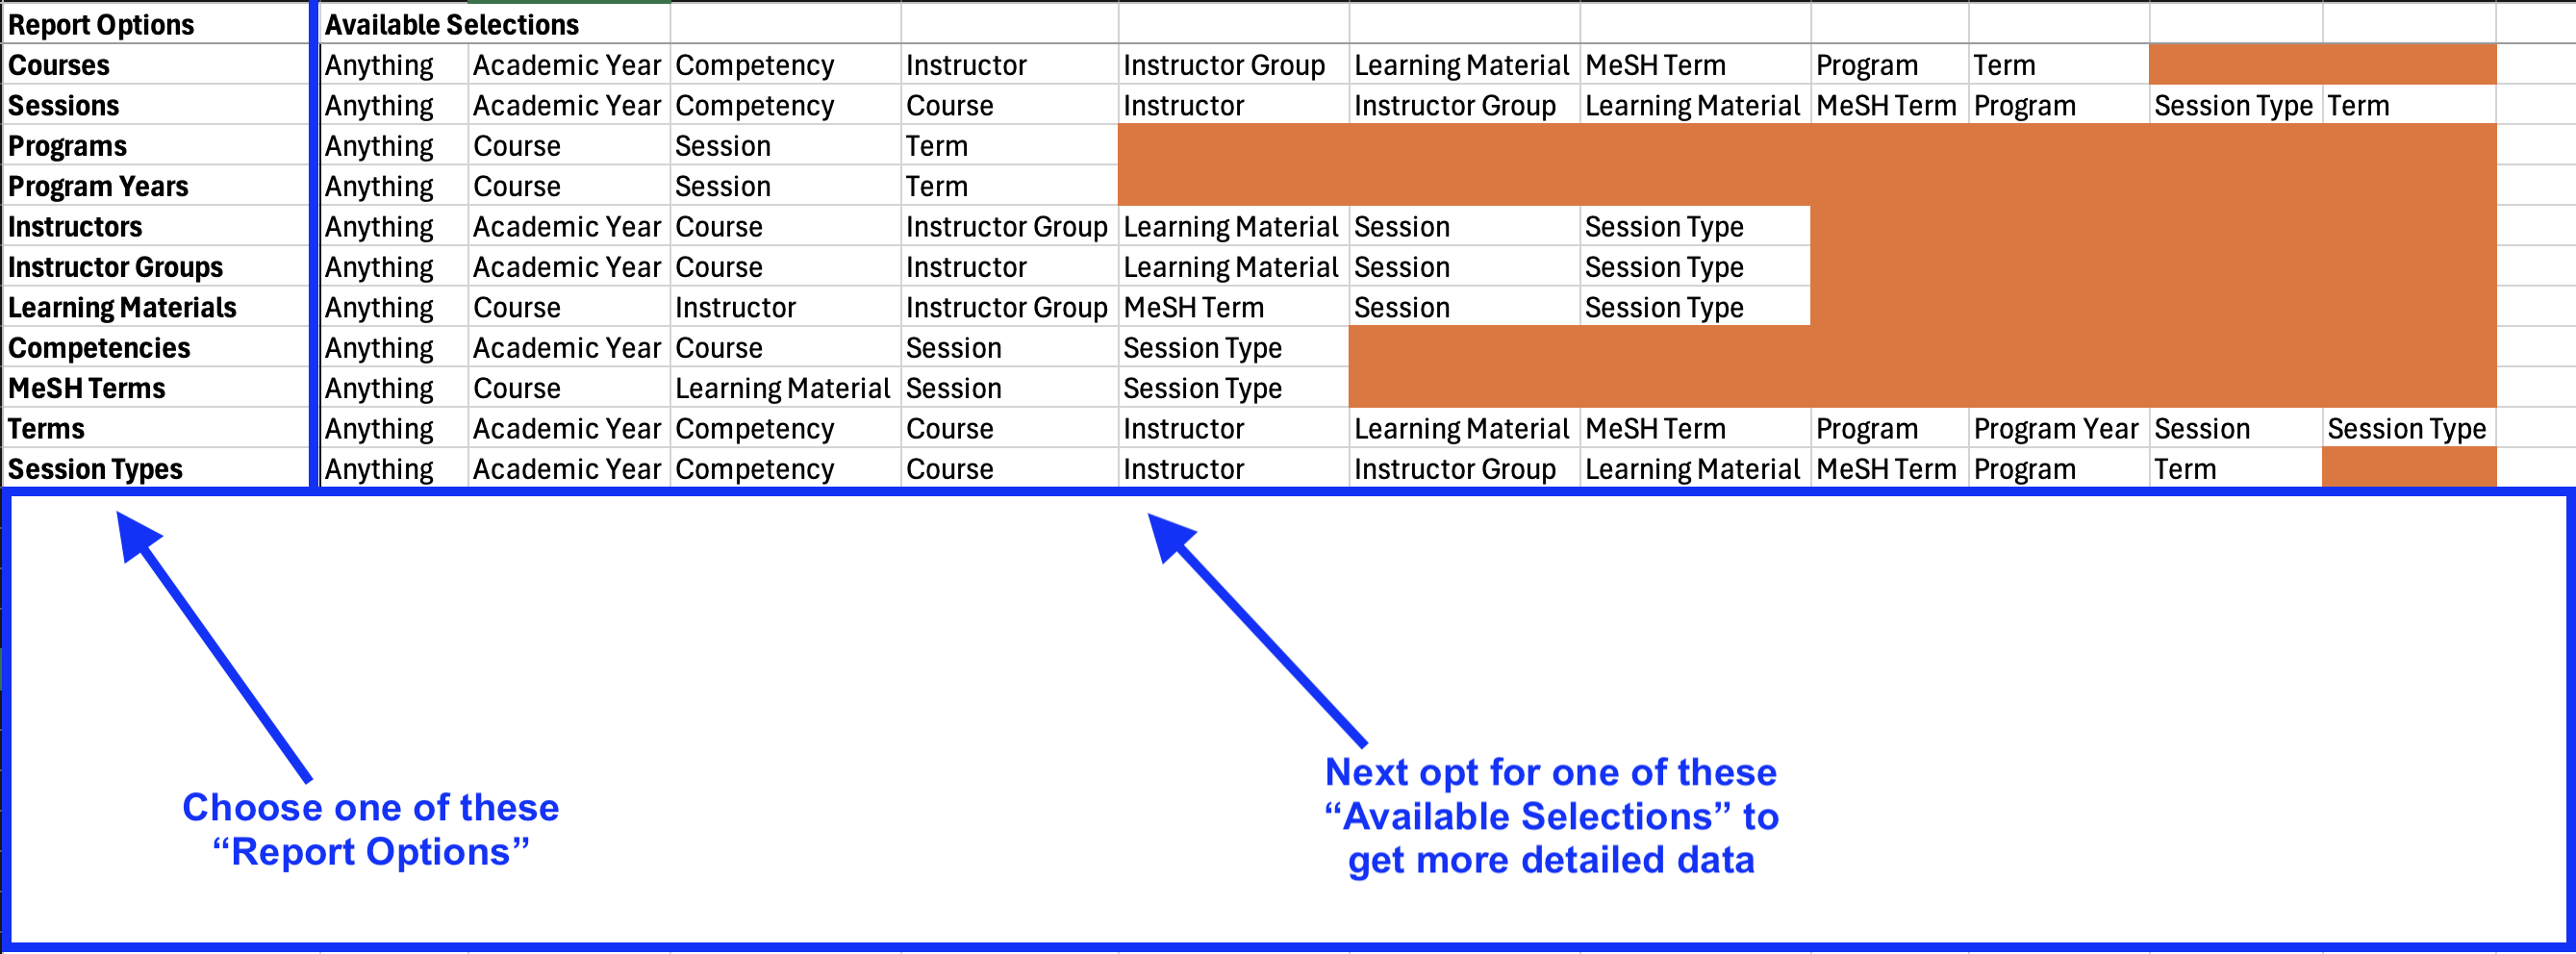 Report Options Available Selections
Courses Anything Academic Year Competency Instructor Instructor Group Learning Material MeSH Term Program Term
Sessions Anything Academic Year Competency Course Instructor Instructor Group Learning Material MeSH Term Program Session Type Term
Programs Anything Course Session Term
Program Years Anything Course Session Term
Instructors Anything Academic Year Course Instructor Group Learning Material Session Session Type
Instructor Groups Anything Academic Year Course Instructor Learning Material Session Session Type
Learning Materials Anything Course Instructor Instructor Group MeSH Term Session Session Type
Competencies Anything Academic Year Course Session Session Type
MeSH Terms Anything Course Learning Material Session Session Type
Terms Anything Academic Year Competency Course Instructor Learning Material MeSH Term Program Program Year Session Session Type
Session Types Anything Academic Year Competency Course Instructor Instructor Group Learning Material MeSH Term Program Term
Choose one of these
“Report Options”
Next opt for one of these
“Available Selections” to
get more detailed data